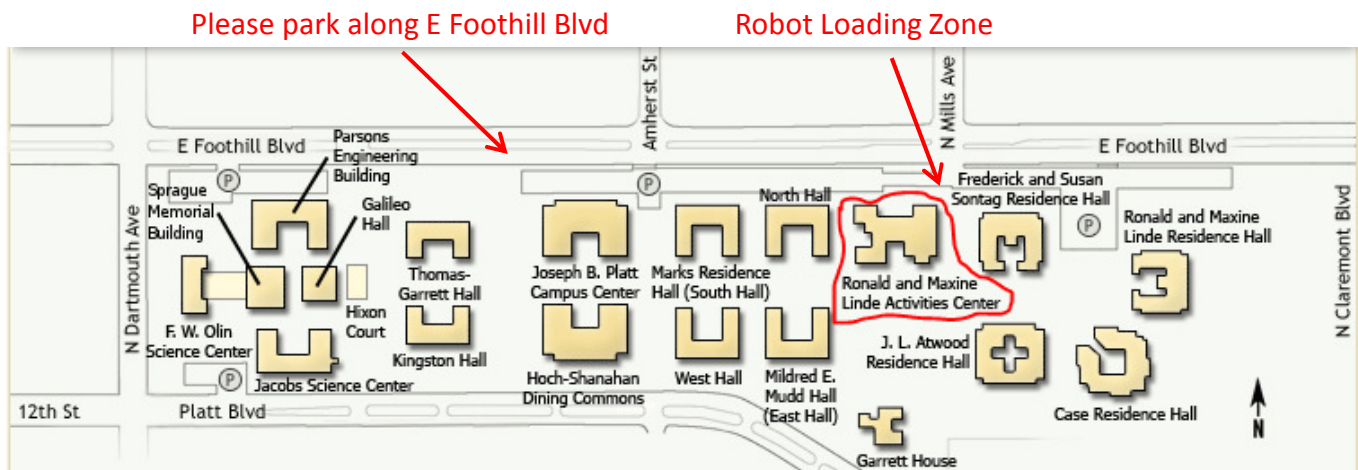 Please park along E Foothill Blvd
Robot Loading Zone
Amherst St
N Mills Ave
E Foothill Blvd
Parsons
Engineering
Building
E Foothill Blvd
P
Sprague
Memorial
Building
Galileo
Hall
P
North Hall
Frederick and Susan
Sontag Residence Hall
P
Ronald and Maxine
Linde Residence Hall
N Dartmouth Ave
N Claremont Blvd
Thomas-
Garrett Hall
Joseph B. Platt
Campus Center
Marks Residence
Hall (South Hall)
Ronald and Maxine
Linde Activities Center
Hixon
Court
F. W. Olin
Science Center
Kingston Hall
J. L. Atwood
Residence Hall
P
Jacobs Science Center
Hoch-Shanahan
Dining Commons
West Hall
Mildred E.
Mudd Hall
(East Hall)
Case Residence Hall
12th St
Platt Blvd
N
Garrett House